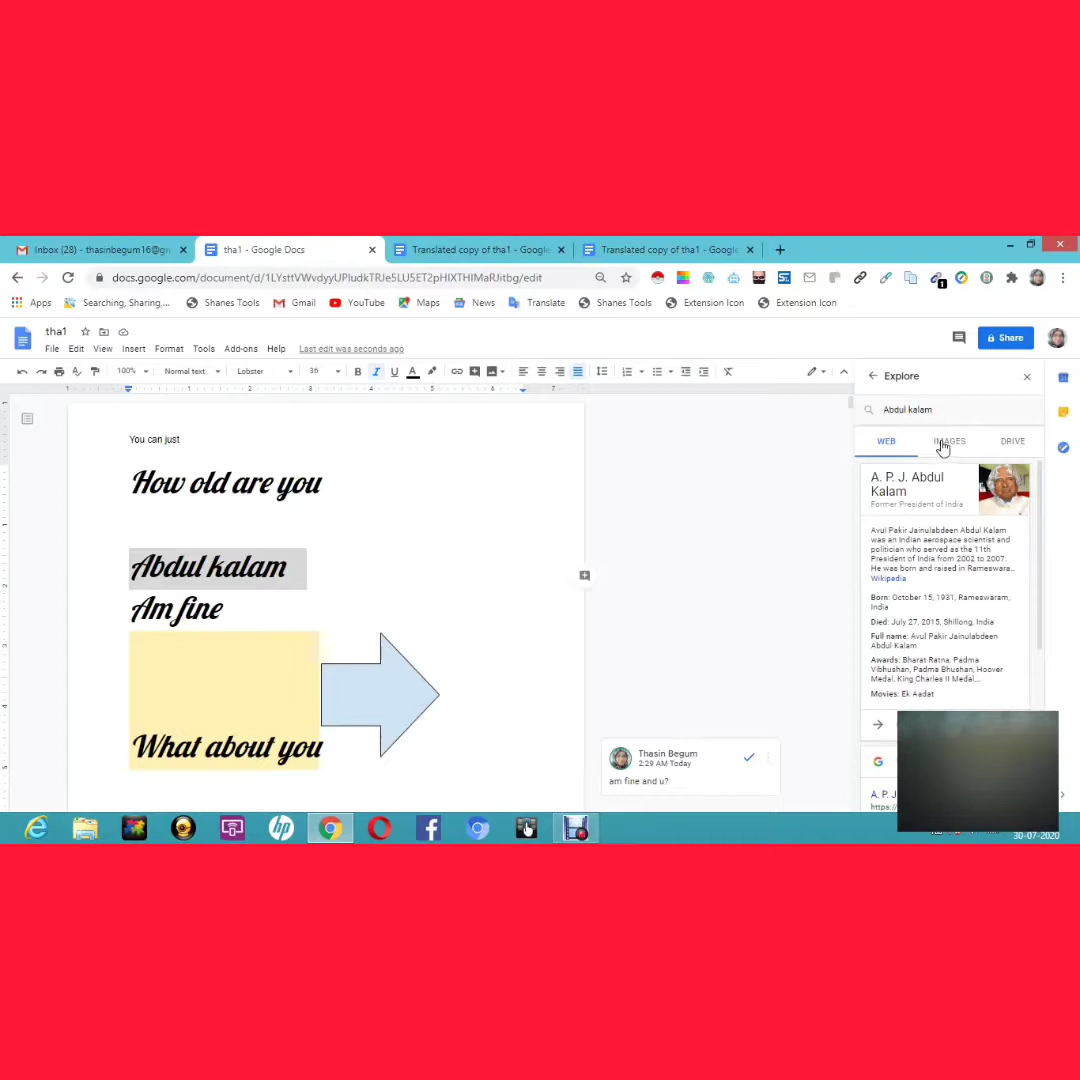 Inbox (28) - thasinbegum16@gm
tha1 - Google Docs
Translated copy of tha1 - Google
Translated copy of tha1 - Google
Apps
Searching, Sharing,...
Shanes Tools
Gmail
YouTube
Maps
News
Translate
Shanes Tools
Extension Icon
Extension Icon
tha1
File Edit View Insert Format Tools Add-ons Help Last edit was seconds ago
Share
100% Normal text Lobster 36 B I U A
Explore
Abdul kalam
WEB IMAGES DRIVE
You can just
How old are you
Abdul kalam
Am fine
What about you
Thasin Begum
2:29 AM Today
am fine and u?
A. P. J. Abdul
Kalam
Former President of India
Avul Pakir Jainulabdeen Abdul Kalam
was an Indian aerospace scientist and
politician who served as the 11th
President of India from 2002 to 2007.
He was born and raised in Rameswara...
Wikipedia
Born: October 15, 1931, Rameswaram,
India
Died: July 27, 2015, Shillong, India
Full name: Avul Pakir Jainulabdeen
Abdul Kalam
Awards: Bharat Ratna, Padma
Vibhushan, Padma Bhushan, Hoover
Medal, King Charles II Medal...
Movies: Ek Aadat
A. P. J.
https:/
30-07-2020